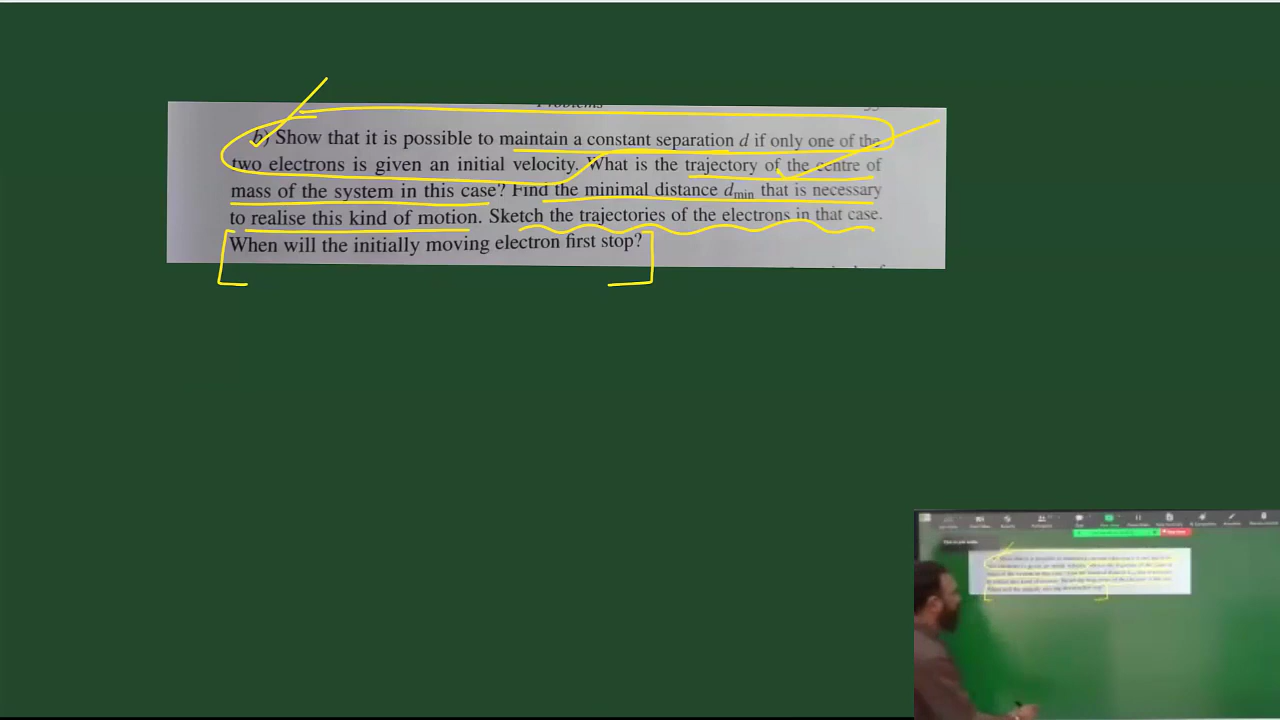 Problems
b) Show that it is possible to maintain a constant separation d if only one of the
two electrons is given an initial velocity. What is the trajectory of the centre of
mass of the system in this case? Find the minimal distance dmin that is necessary
to realise this kind of motion. Sketch the trajectories of the electrons in that case.
When will the initially moving electron first stop?